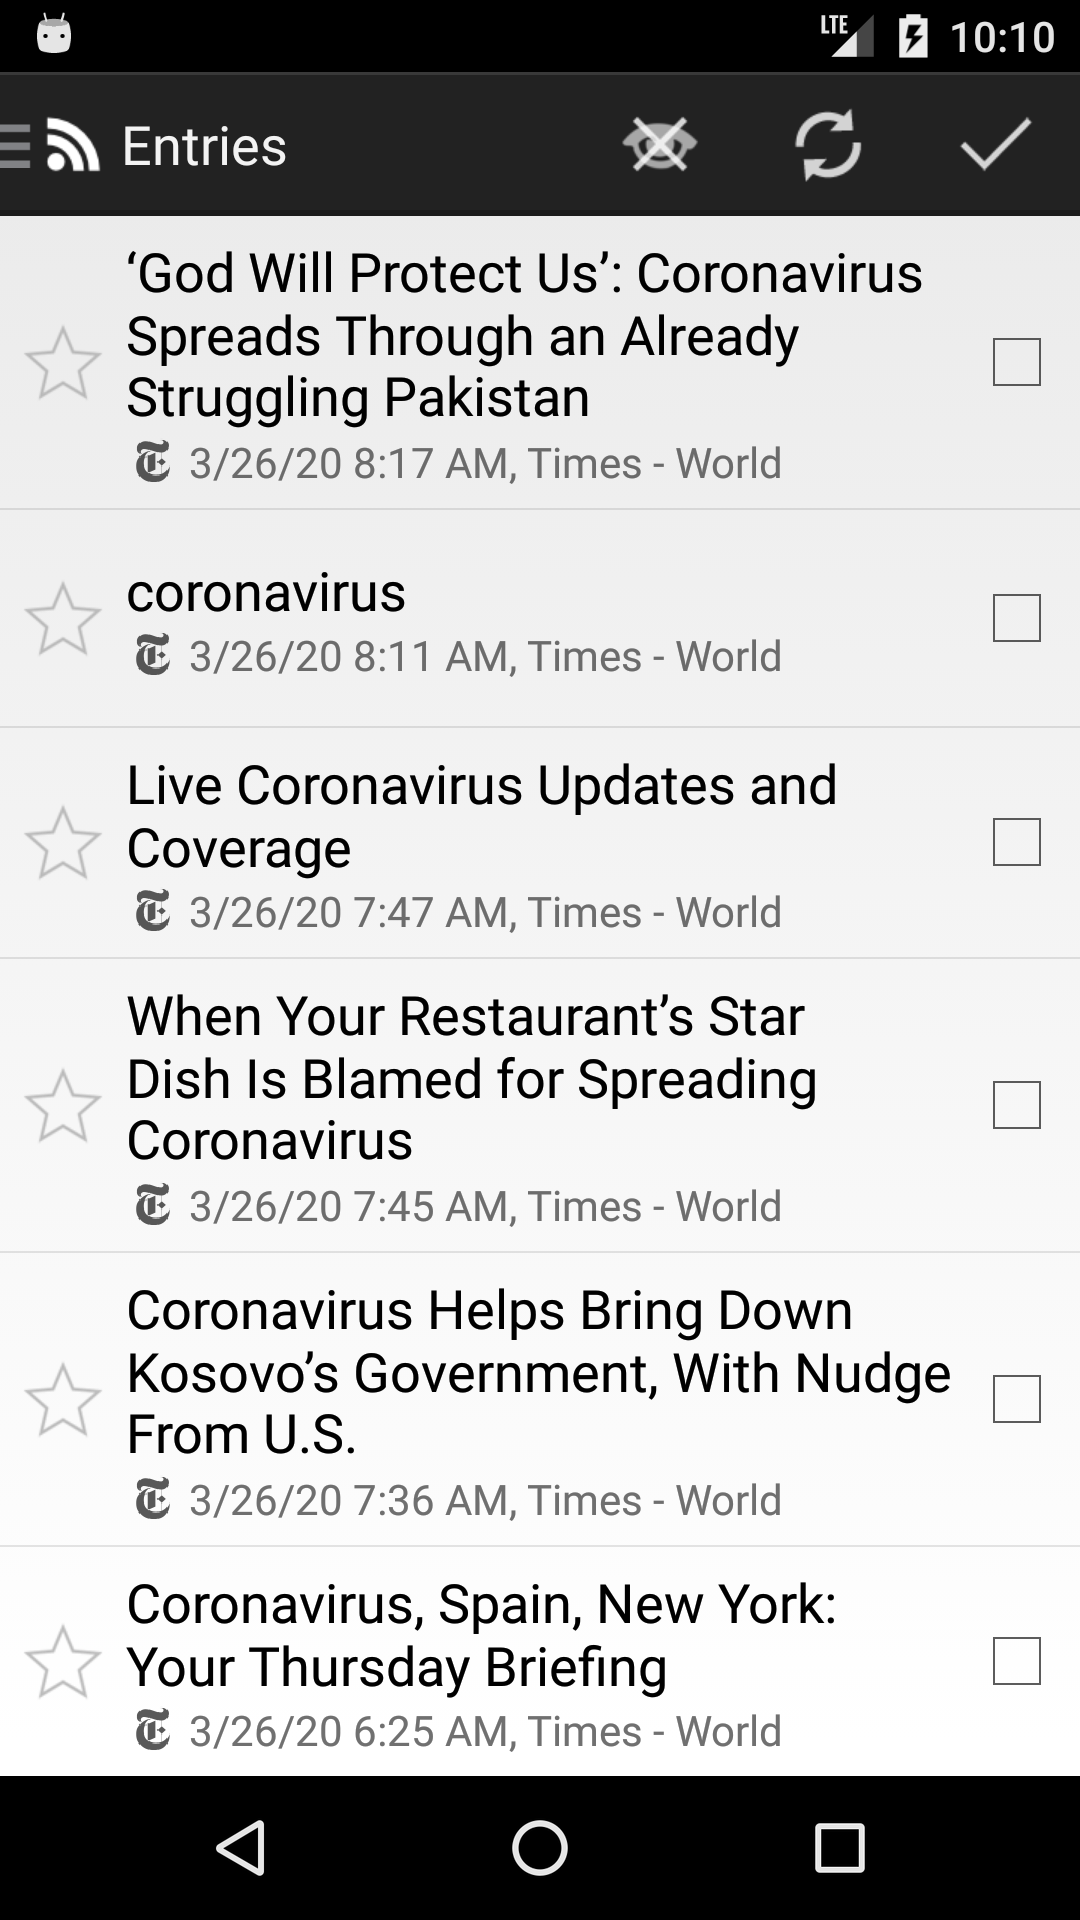 LTE 10:10
Entries
‘God Will Protect Us’: Coronavirus
Spreads Through an Already
Struggling Pakistan
T 3/26/20 8:17 AM, Times - World
coronavirus
T 3/26/20 8:11 AM, Times - World
Live Coronavirus Updates and
Coverage
T 3/26/20 7:47 AM, Times - World
When Your Restaurant’s Star
Dish Is Blamed for Spreading
Coronavirus
T 3/26/20 7:45 AM, Times - World
Coronavirus Helps Bring Down
Kosovo’s Government, With Nudge
From U.S.
T 3/26/20 7:36 AM, Times - World
Coronavirus, Spain, New York:
Your Thursday Briefing
T 3/26/20 6:25 AM, Times - World